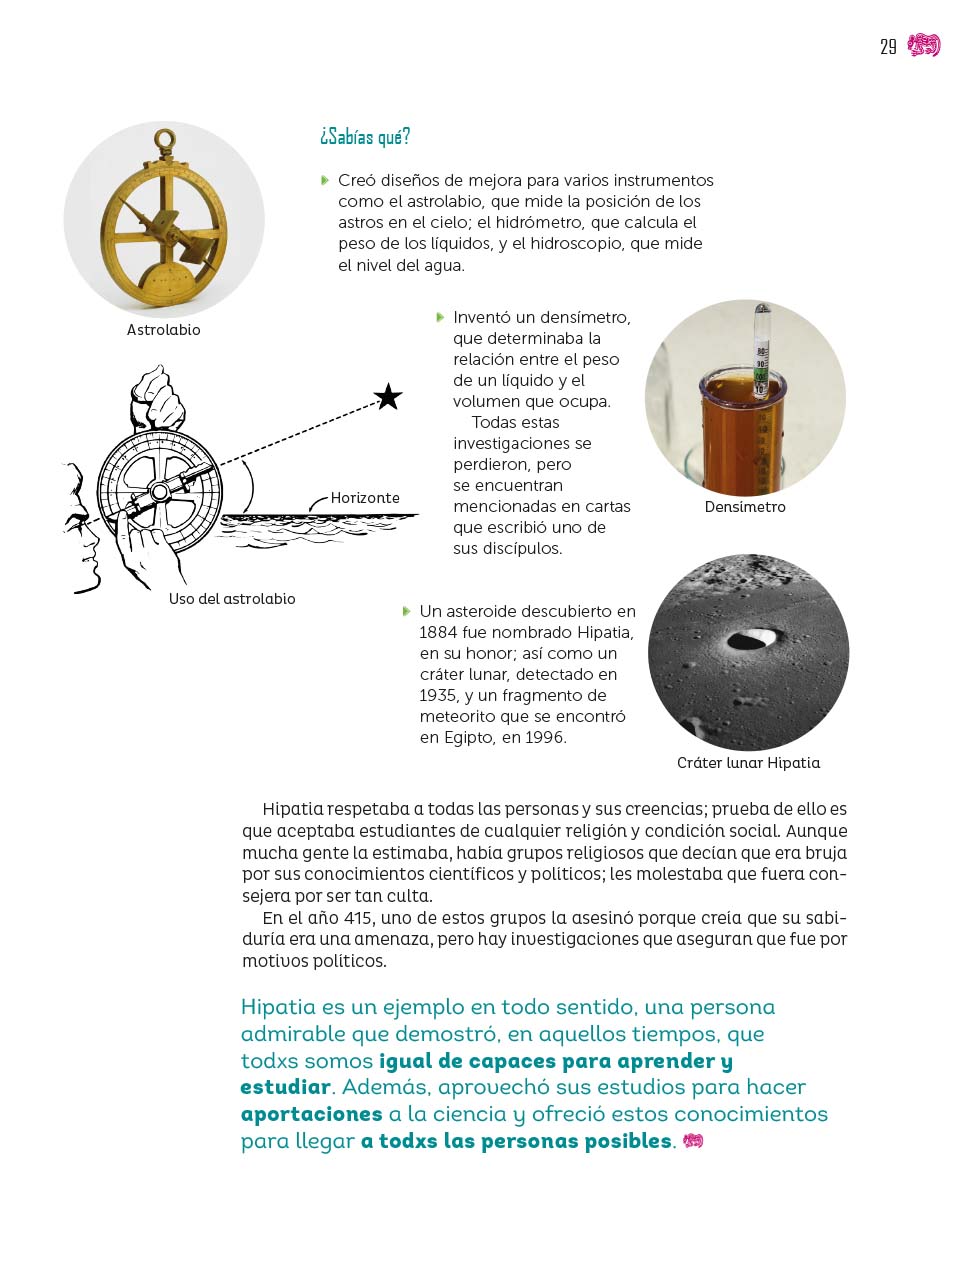 29
¿Sabías qué?
Creó diseños de mejora para varios instrumentos
como el astrolabio, que mide la posición de los
astros en el cielo; el hidrómetro, que calcula el
peso de los líquidos, y el hidroscopio, que mide
el nivel del agua.
Astrolabio
Inventó un densímetro,
que determinaba la
relación entre el peso
de un líquido y el
volumen que ocupa.
Todas estas
investigaciones se
perdieron, pero
se encuentran
mencionadas en cartas
que escribió uno de
sus discípulos.
Densímetro
Horizonte
Uso del astrolabio
Un asteroide descubierto en
1884 fue nombrado Hipatia,
en su honor; así como un
cráter lunar, detectado en
1935, y un fragmento de
meteorito que se encontró
en Egipto, en 1996.
Cráter lunar Hipatia
Hipatia respetaba a todas las personas y sus creencias; prueba de ello es
que aceptaba estudiantes de cualquier religión y condición social. Aunque
mucha gente la estimaba, había grupos religiosos que decían que era bruja
por sus conocimientos científicos y políticos; les molestaba que fuera con-
sejera por ser tan culta.
En el año 415, uno de estos grupos la asesinó porque creía que su sabi-
duría era una amenaza, pero hay investigaciones que aseguran que fue por
motivos políticos.
Hipatia es un ejemplo en todo sentido, una persona
admirable que demostró, en aquellos tiempos, que
todxs somos igual de capaces para aprender y
estudiar. Además, aprovechó sus estudios para hacer
aportaciones a la ciencia y ofreció estos conocimientos
para llegar a todxs las personas posibles.